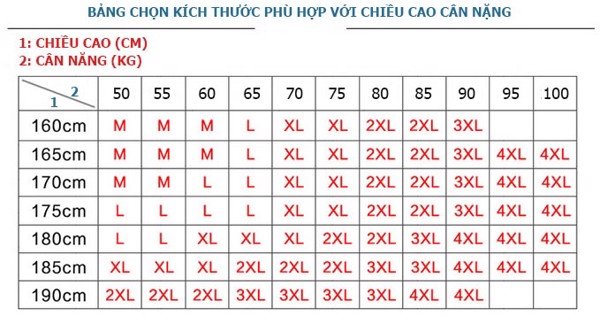 BẢNG CHỌN KÍCH THƯỚC PHÙ HỢP VỚI CHIỀU CAO CÂN NẶNG
1: CHIỀU CAO (CM)
2: CÂN NĂNG (KG)
1 2 50 55 60 65 70 75 80 85 90 95 100
160cm M M M L XL XL 2XL 2XL 3XL
165cm M M M L XL XL 2XL 2XL 3XL 4XL 4XL
170cm M M L L XL XL 2XL 2XL 3XL 4XL 4XL
175cm L L L L XL XL 2XL 2XL 3XL 4XL 4XL
180cm L L XL XL XL 2XL 2XL 3XL 4XL 4XL 4XL
185cm XL XL XL 2XL 2XL 2XL 3XL 3XL 4XL 4XL 4XL
190cm 2XL 2XL 2XL 3XL 3XL 3XL 3XL 4XL 4XL